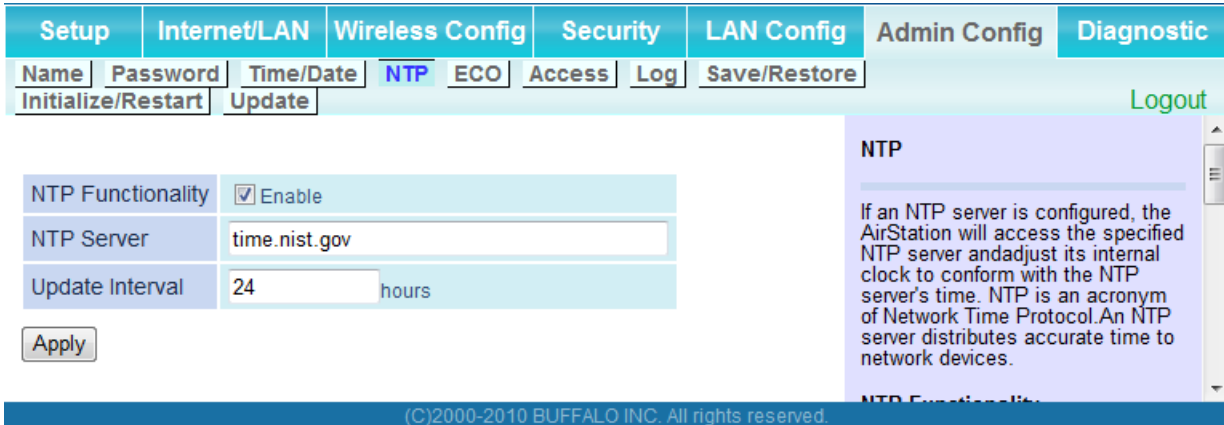 Setup Internet/LAN Wireless Config Security LAN Config Admin Config Diagnostic
Name Password Time/Date NTP ECO Access Log Save/Restore
Initialize/Restart Update
Logout
NTP Functionality Enable
NTP Server time.nist.gov
Update Interval 24 hours
Apply
NTP
If an NTP server is configured, the
AirStation will access the specified
NTP server andadjust its internal
clock to conform with the NTP
server's time. NTP is an acronym
of Network Time Protocol.An NTP
server distributes accurate time to
network devices.
NTP Functionality
(C)2000-2010 BUFFALO INC. All rights reserved.